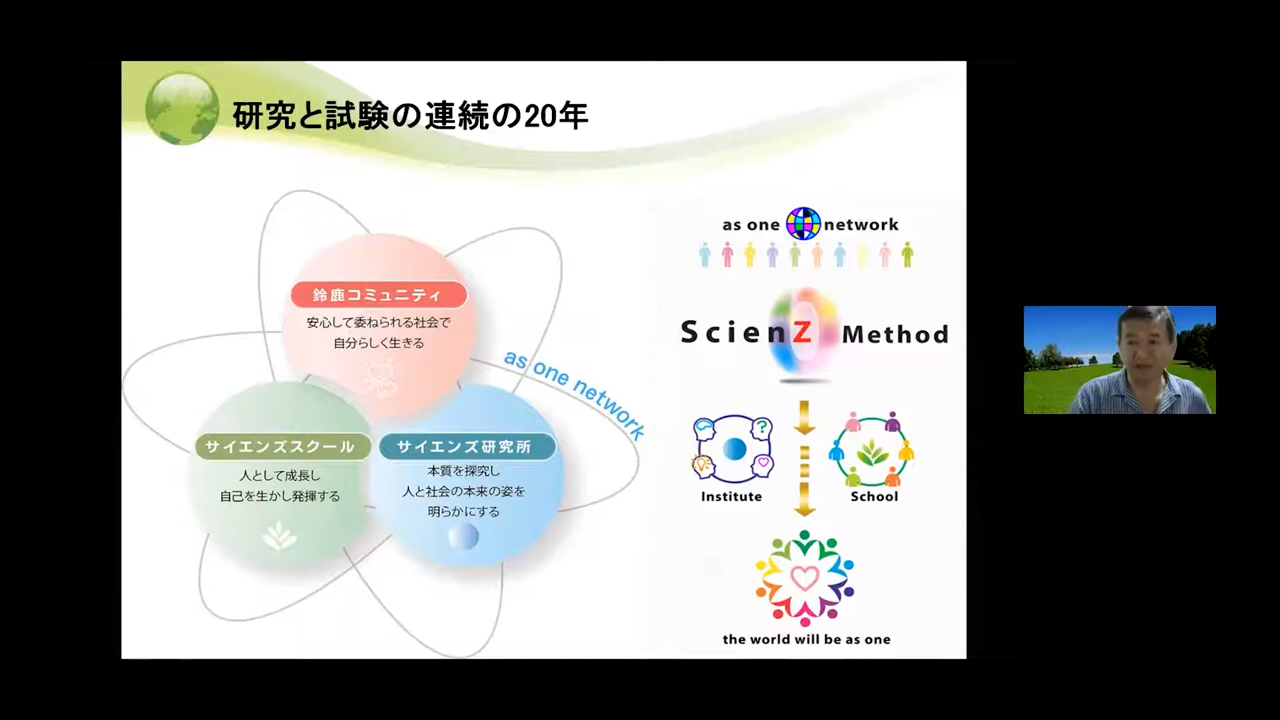 研究と試験の連続の20年
鈴鹿コミュニティ
安心して委ねられる社会で
自分らしく生きる
as one network
サイエンズスクール
人として成長し
自己を生かし発揮する
サイエンズ研究所
本質を探究し
人と社会の本来の姿を
明らかにする
as one network
ScienZ Method
Institute
School
the world will be as one